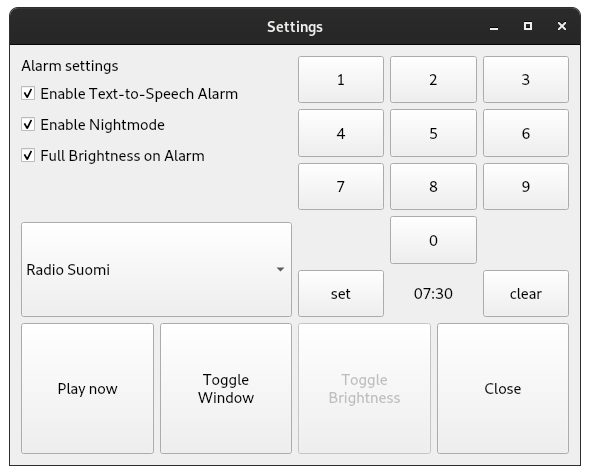 Settings
Alarm settings
Enable Text-to-Speech Alarm
Enable Nightmode
Full Brightness on Alarm
1
2
3
4
5
6
7
8
9
0
Radio Suomi
set
07:30
clear
Play now
Toggle
Window
Toggle
Brightness
Close